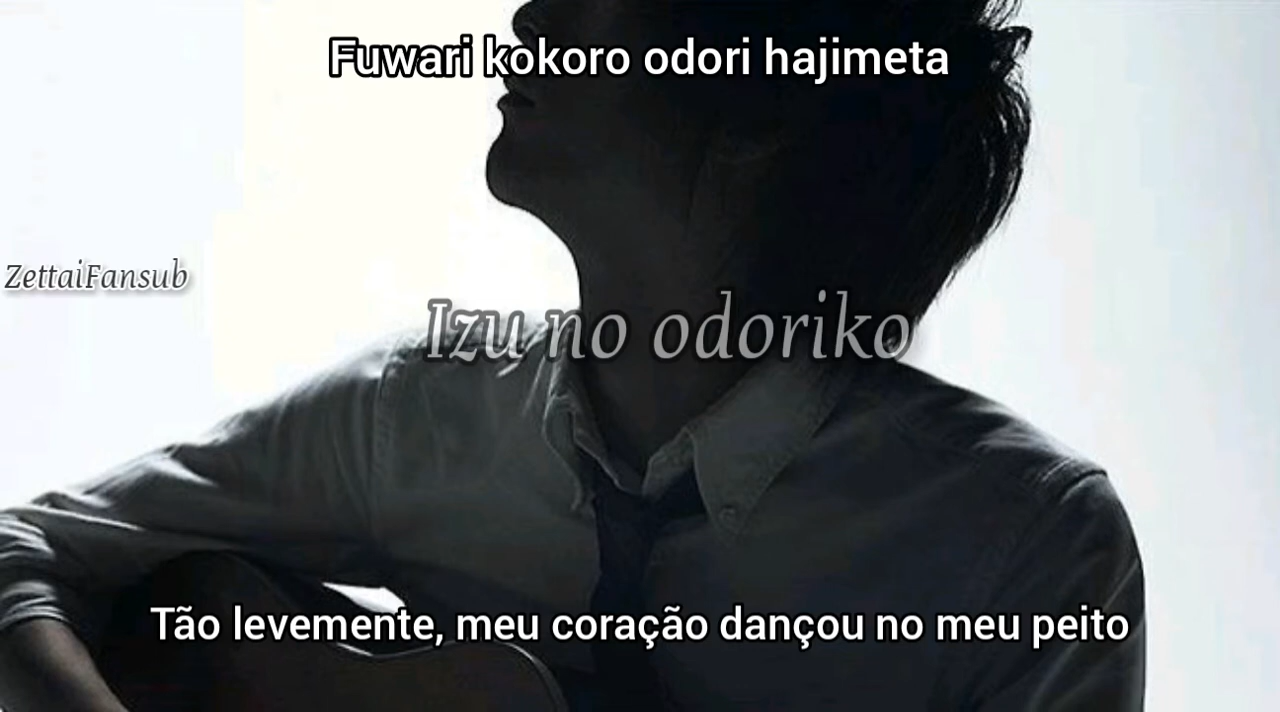 Fuwari kokoro odori hajimeta
ZettaiFansub
Izu no odoriko
Tão levemente, meu coração dançou no meu peito